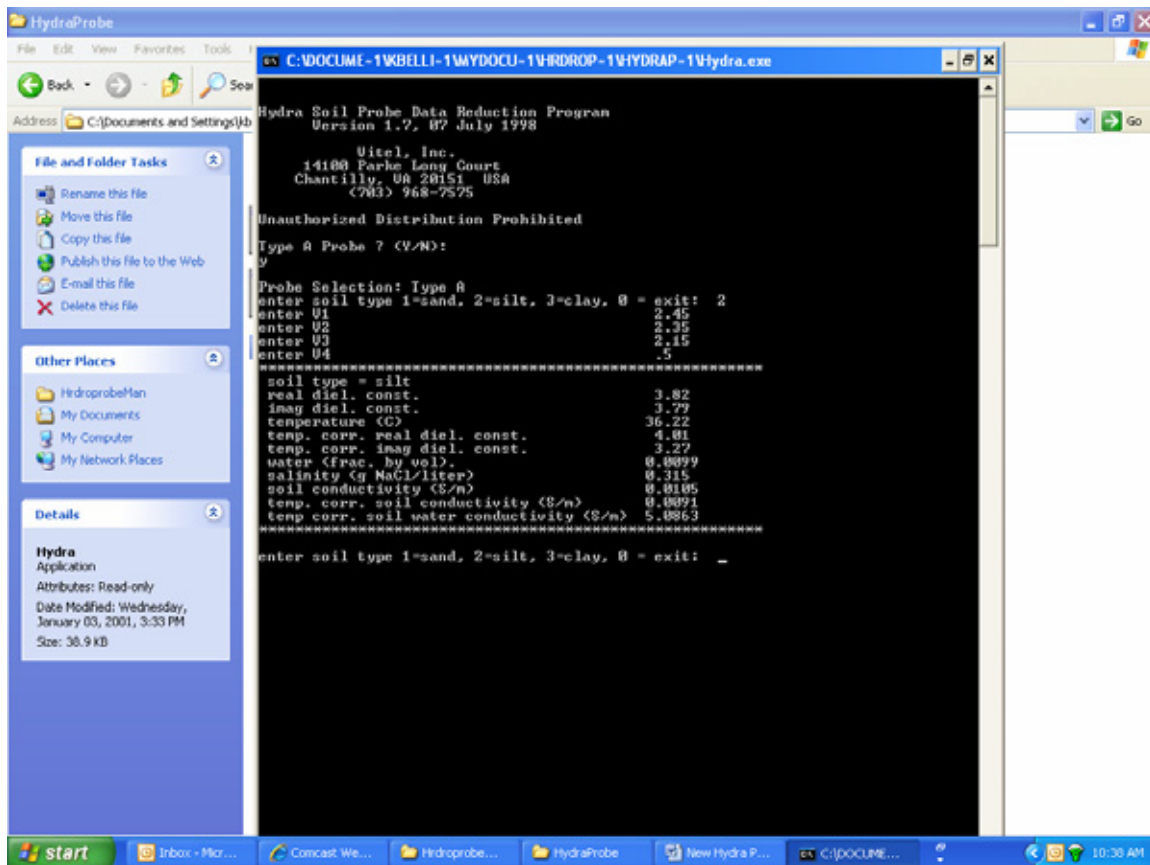 HydraProbe
File Edit View Favorites Tools
Back
Address C:\Documents and Settings\kb
Go
File and Folder Tasks
Rename this file
Move this file
Copy this file
Publish this file to the Web
E-mail this file
Delete this file
Other Places
HrdroprobeMan
My Documents
My Computer
My Network Places
Details
Hydra
Application
Attributes: Read-only
Date Modified: Wednesday,
January 03, 2001, 3:33 PM
Size: 38.9 KB
C:\DOCUME~1\KBELLI~1\MYDOCU~1\HRDROP~1\HYDRAP~1\Hydra.exe
Hydra Soil Probe Data Reduction Program
Version 1.7, 07 July 1998
Vitel, Inc.
14100 Parke Long Court
Chantilly, VA 20151 USA
(703) 968-7575
Unauthorized Distribution Prohibited
Type A Probe ? (Y/N):
y
Probe Selection: Type A
enter soil type 1=sand, 2=silt, 3=clay, 0 = exit: 2
enter V1 2.45
enter V2 2.35
enter V3 2.15
enter V4 .5
soil type = silt
real diel. const. 3.82
imag diel. const. 3.79
temperature (C) 36.22
temp. corr. real diel. const. 4.01
temp. corr. imag diel. const. 3.27
water (frac. by vol). 0.0099
salinity (g NaCl/liter) 0.315
soil conductivity (S/m) 0.0105
temp. corr. soil conductivity (S/m) 0.0091
temp corr. soil water conductivity (S/m) 5.0863
enter soil type 1=sand, 2=silt, 3=clay, 0 = exit: _
start
Inbox - Micr...
Comcast We...
Hrdroprobe...
HydraProbe
New Hydra P...
C:\DOCUME...
10:38 AM